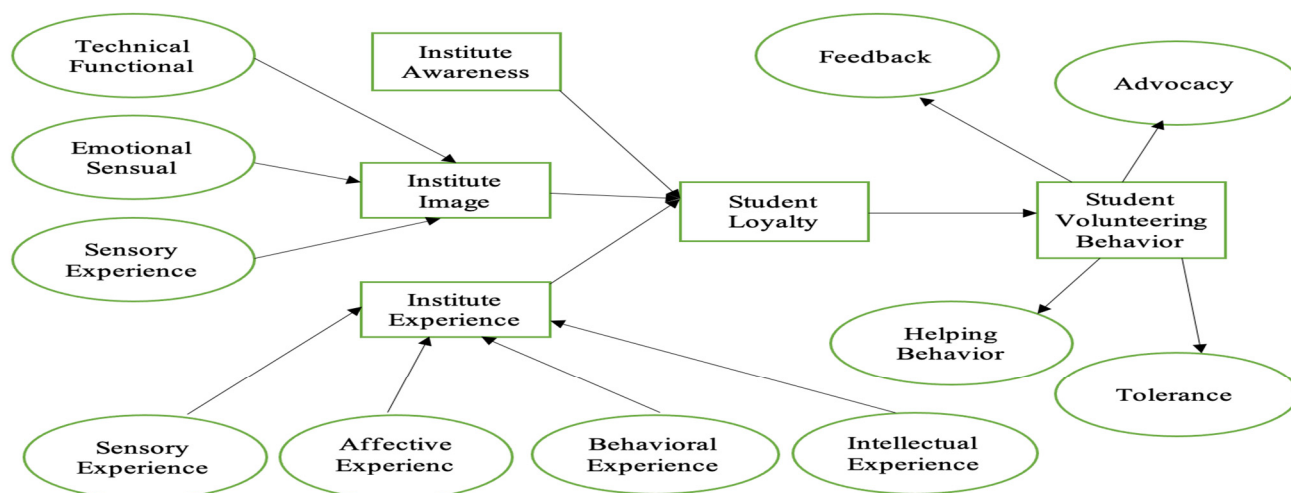 Technical
Functional
Institute
Awareness
Feedback
Advocacy
Emotional
Sensual
Institute
Image
Student
Loyalty
Student
Volunteering
Behavior
Sensory
Experience
Institute
Experience
Helping
Behavior
Tolerance
Sensory
Experience
Affective
Experienc
Behavioral
Experience
Intellectual
Experience